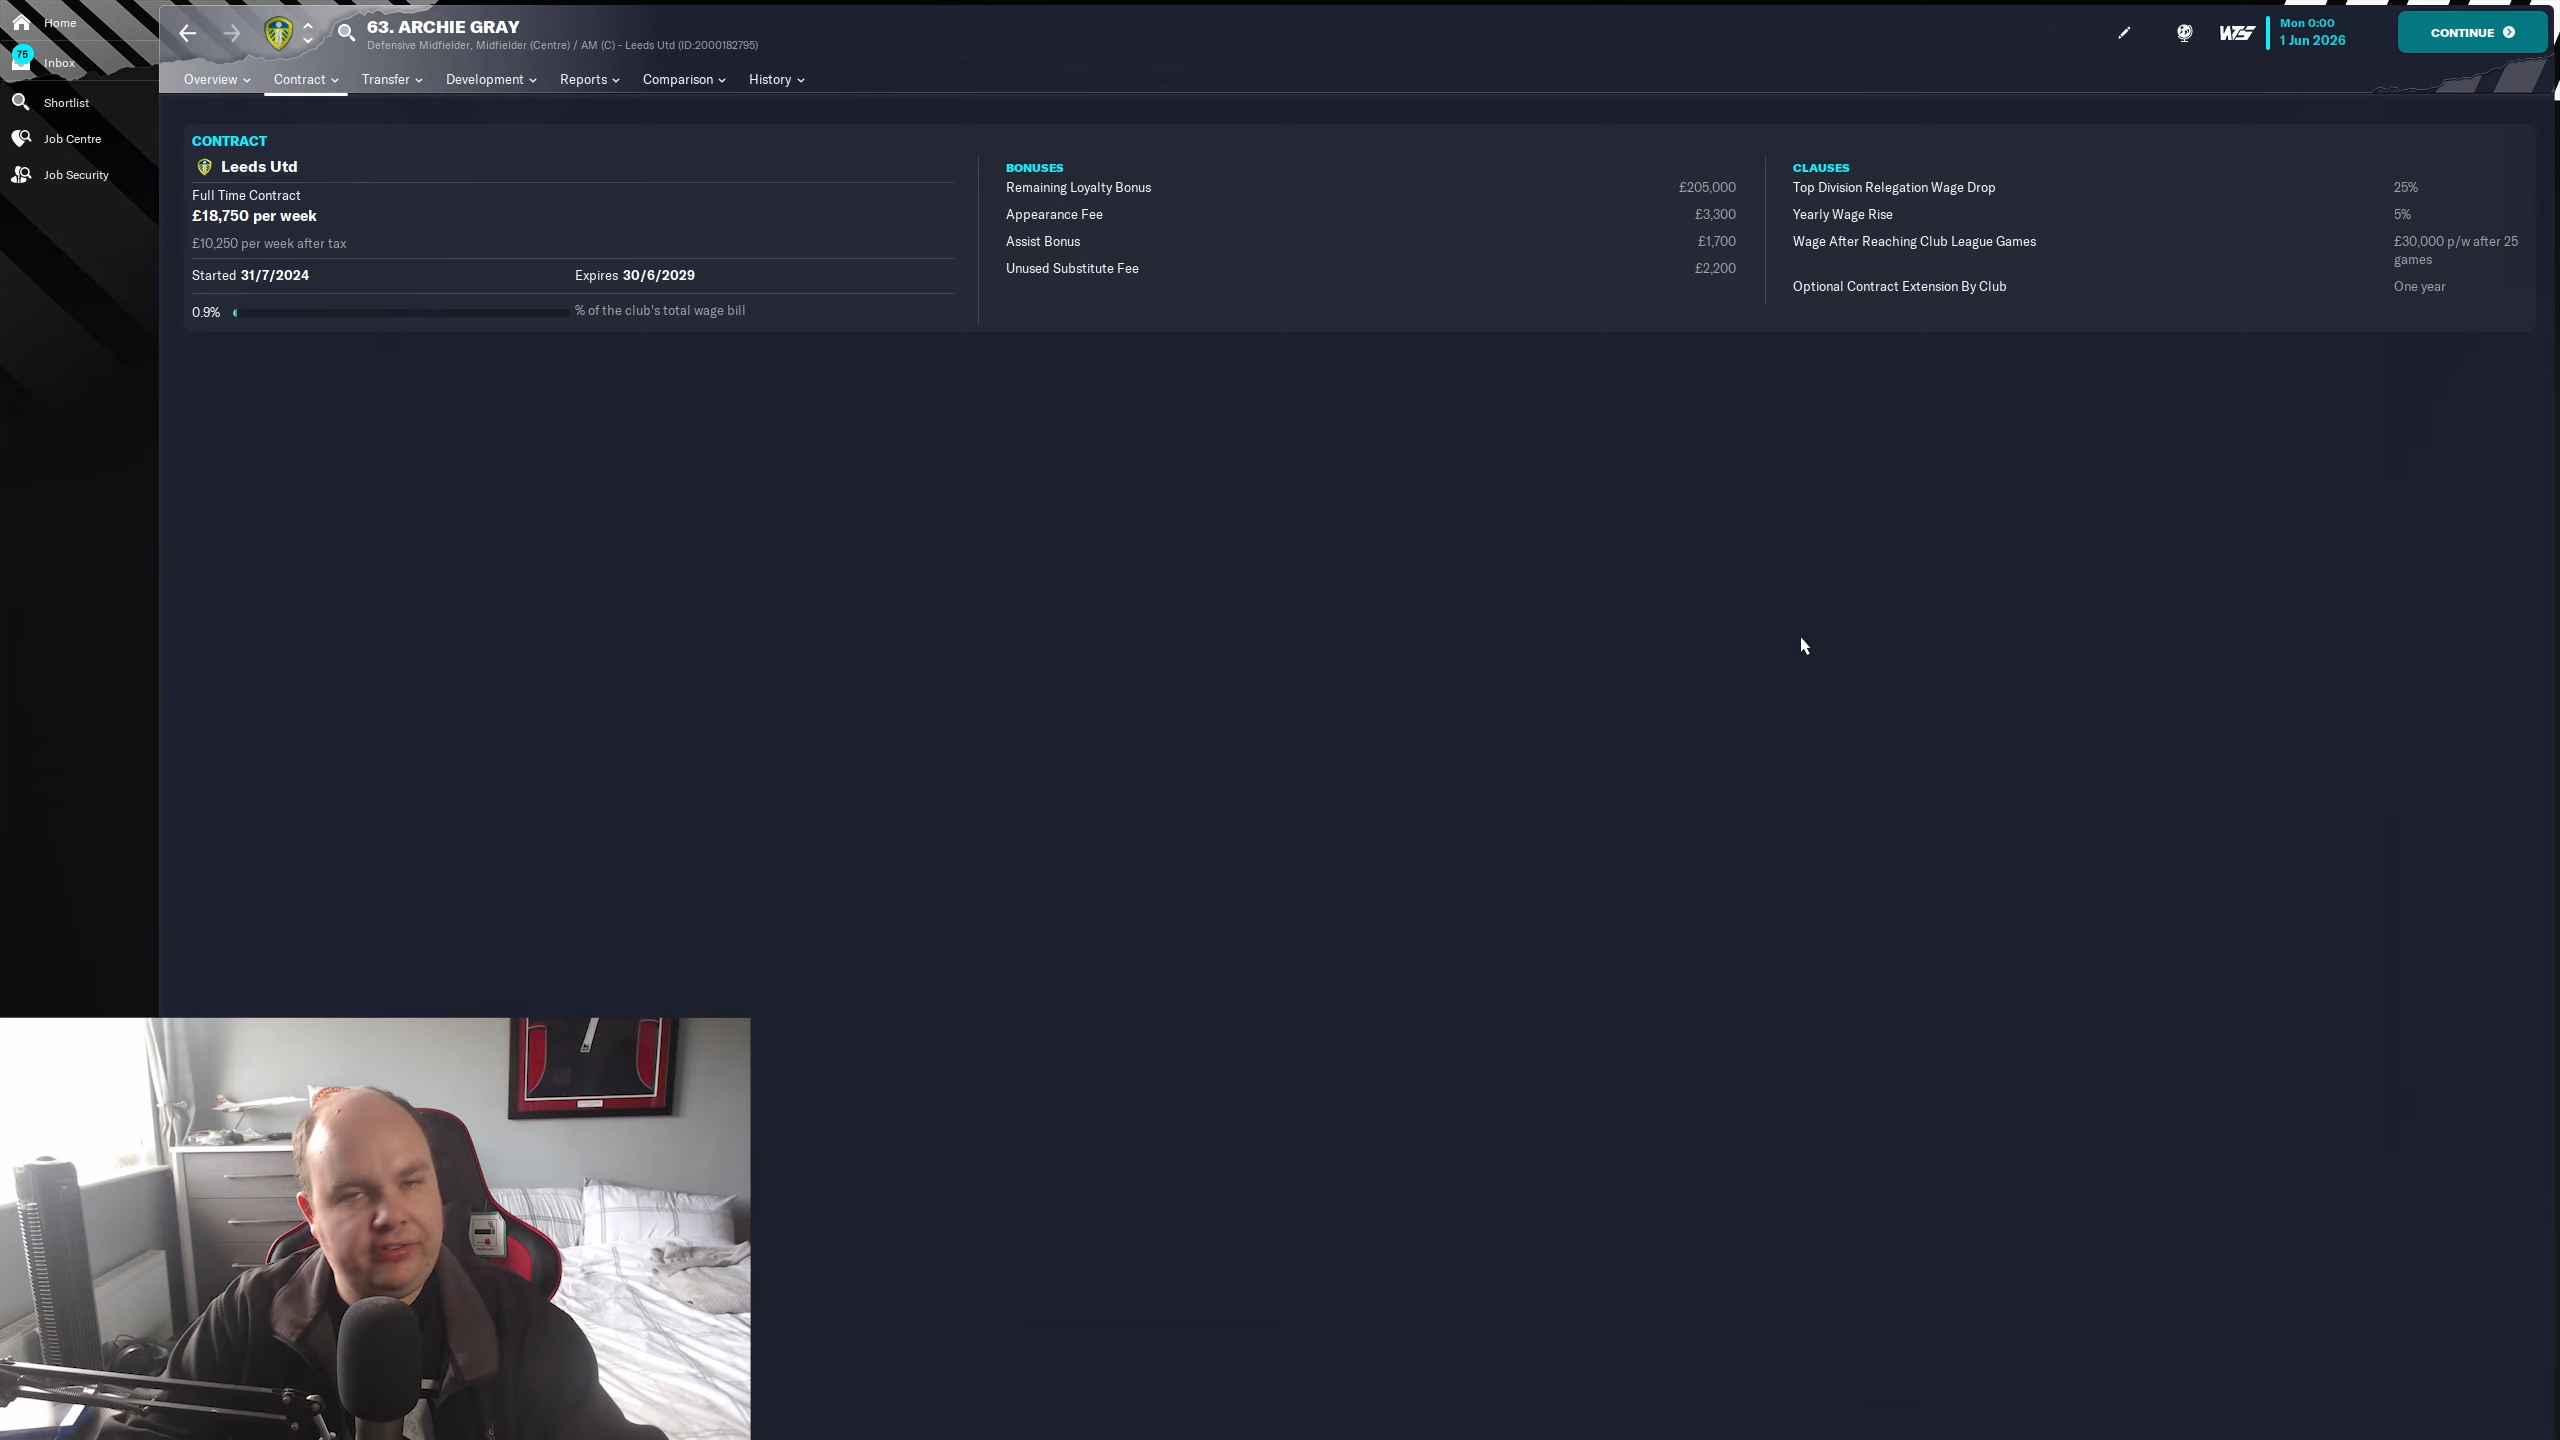 Home
75
Inbox
Shortlist
Job Centre
Job Security
63. ARCHIE GRAY
Defensive Midfielder, Midfielder (Centre) / AM (C) - Leeds Utd (ID:2000182795)
Mon 0:00
1 Jun 2026
CONTINUE
Overview
Contract
Transfer
Development
Reports
Comparison
History
CONTRACT
Leeds Utd
Full Time Contract
£18,750 per week
£10,250 per week after tax
Started 31/7/2024
Expires 30/6/2029
0.9%
% of the club's total wage bill
BONUSES
Remaining Loyalty Bonus £205,000
Appearance Fee £3,300
Assist Bonus £1,700
Unused Substitute Fee £2,200
CLAUSES
Top Division Relegation Wage Drop 25%
Yearly Wage Rise 5%
Wage After Reaching Club League Games £30,000 p/w after 25
games
Optional Contract Extension By Club One year